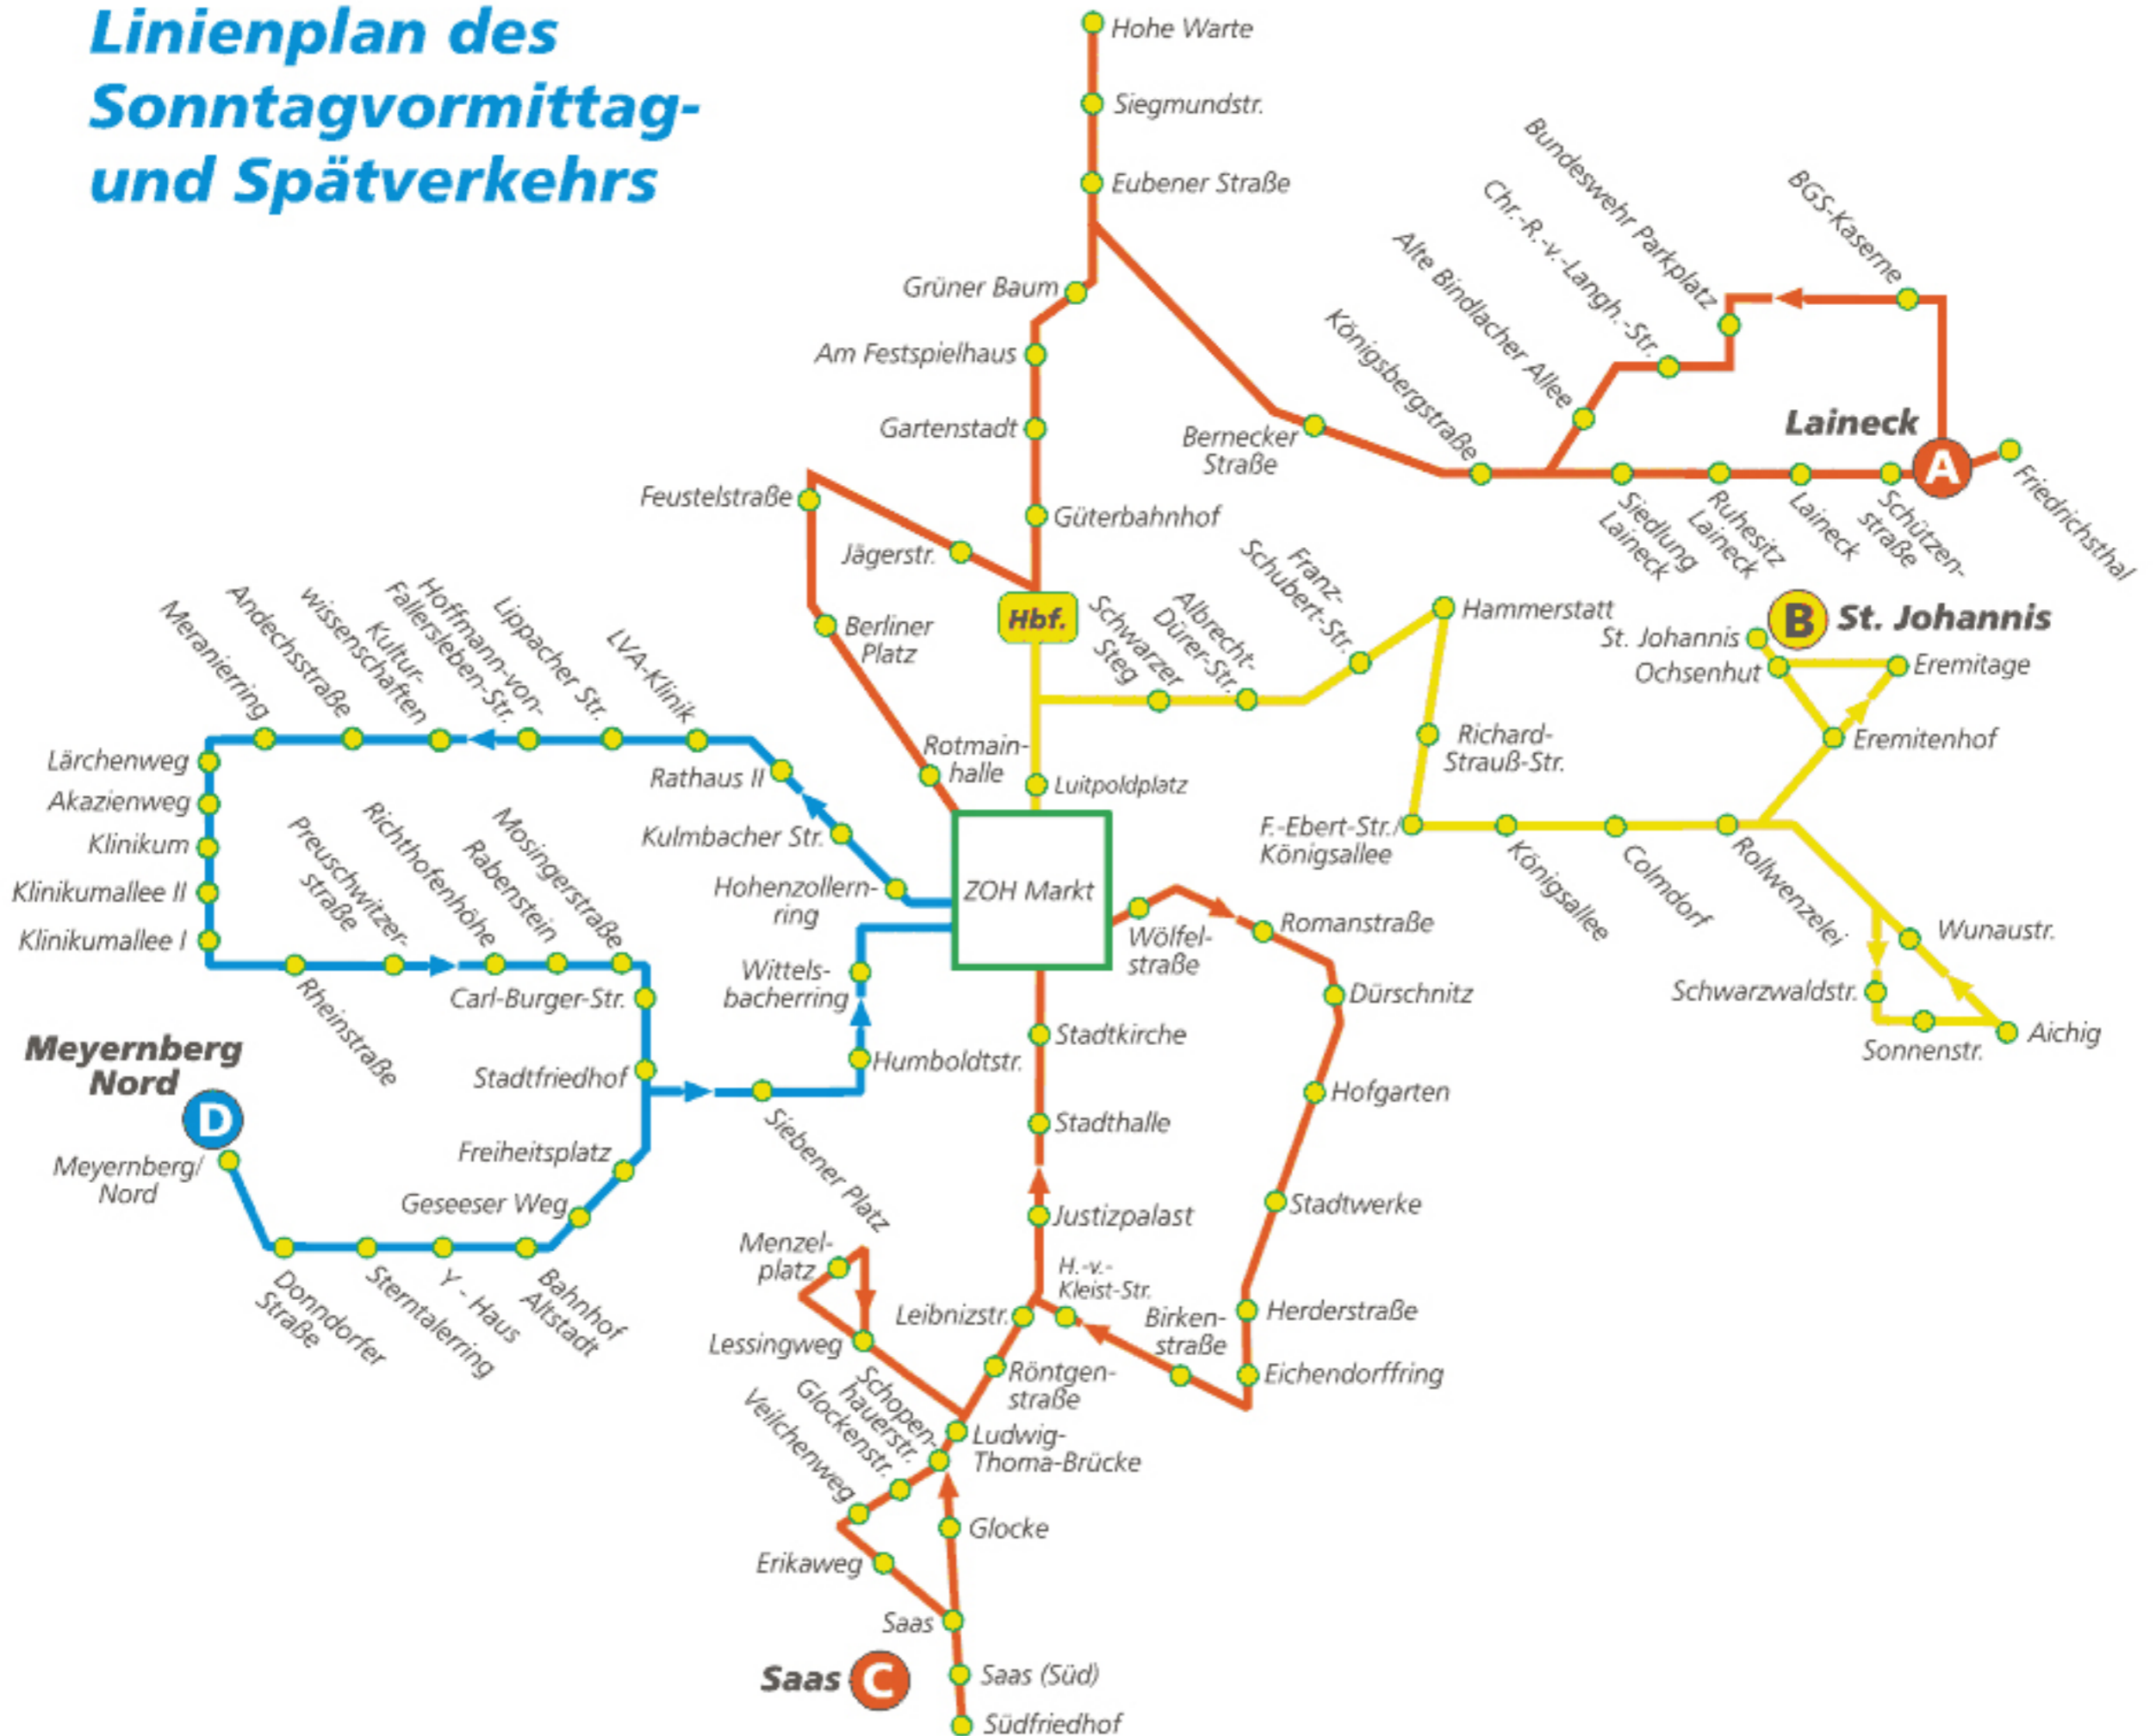 Linienplan des
Sonntagvormittag-
und Spätverkehrs
Hohe Warte
Siegmundstr.
Eubener Straße
Grüner Baum
Am Festspielhaus
Gartenstadt
Güterbahnhof
Feustelstraße
Jägerstr.
Berliner
Platz
Rotmain-
halle
Hbf.
Luitpoldplatz
ZOH Markt
Bernecker
Straße
Königsbergstraße
Alte Bindlacher Allee
Chr.-R.-v.-Langh.-Str.
Bundeswehr Parkplatz
BGS-Kaserne
Laineck
A
Friedrichsthal
Siedlung
Laineck
Ruhesitz
Laineck
Laineck
Schützen-
straße
Schwarzer
Steg
Albrecht-
Dürer-Str.
Franz-
Schubert-Str.
Hammerstatt
Richard-
Strauß-Str.
F.-Ebert-Str./
Königsallee
Königsallee
Colmdorf
Rollwenzelei
B
St. Johannis
St. Johannis
Ochsenhut
Eremitage
Eremitenhof
Wunaustr.
Schwarzwaldstr.
Sonnenstr.
Aichig
Meranierring
Andechsstraße
Kultur-
wissenschaften
Hoffmann-von-
Fallersleben-Str.
Lippacher Str.
LVA-Klinik
Rathaus II
Kulmbacher Str.
Hohenzollern-
ring
Lärchenweg
Akazienweg
Klinikum
Klinikumallee II
Klinikumallee I
Rheinstraße
Preuschwitzer-
straße
Richthofenhöhe
Rabenstein
Mosingerstraße
Carl-Burger-Str.
Stadtfriedhof
Wittels-
bacherring
Humboldtstr.
Siebener Platz
Freiheitsplatz
Geseeser Weg
Bahnhof
Altstadt
Y - Haus
Sterntalerring
Donndorfer
Straße
Meyernberg
Nord
D
Meyernberg/
Nord
Wölfel-
straße
Romanstraße
Dürschnitz
Hofgarten
Stadtwerke
Herderstraße
Eichendorffring
Birken-
straße
H.-v.-
Kleist-Str.
Stadtkirche
Stadthalle
Justizpalast
Leibnizstr.
Röntgen-
straße
Menzel-
platz
Lessingweg
Ludwig-
Thoma-Brücke
Schopen-
hauerstr.
Glockenstr.
Veilchenweg
Erikaweg
Glocke
Saas
Saas
C
Saas (Süd)
Südfriedhof